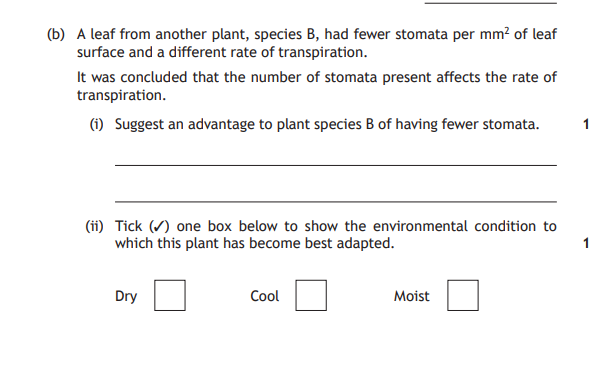 (b) A leaf from another plant, species B, had fewer stomata per mm² of leaf
surface and a different rate of transpiration.
It was concluded that the number of stomata present affects the rate of
transpiration.
(i) Suggest an advantage to plant species B of having fewer stomata. 1
(ii) Tick (✓) one box below to show the environmental condition to
which this plant has become best adapted. 1
Dry Cool Moist